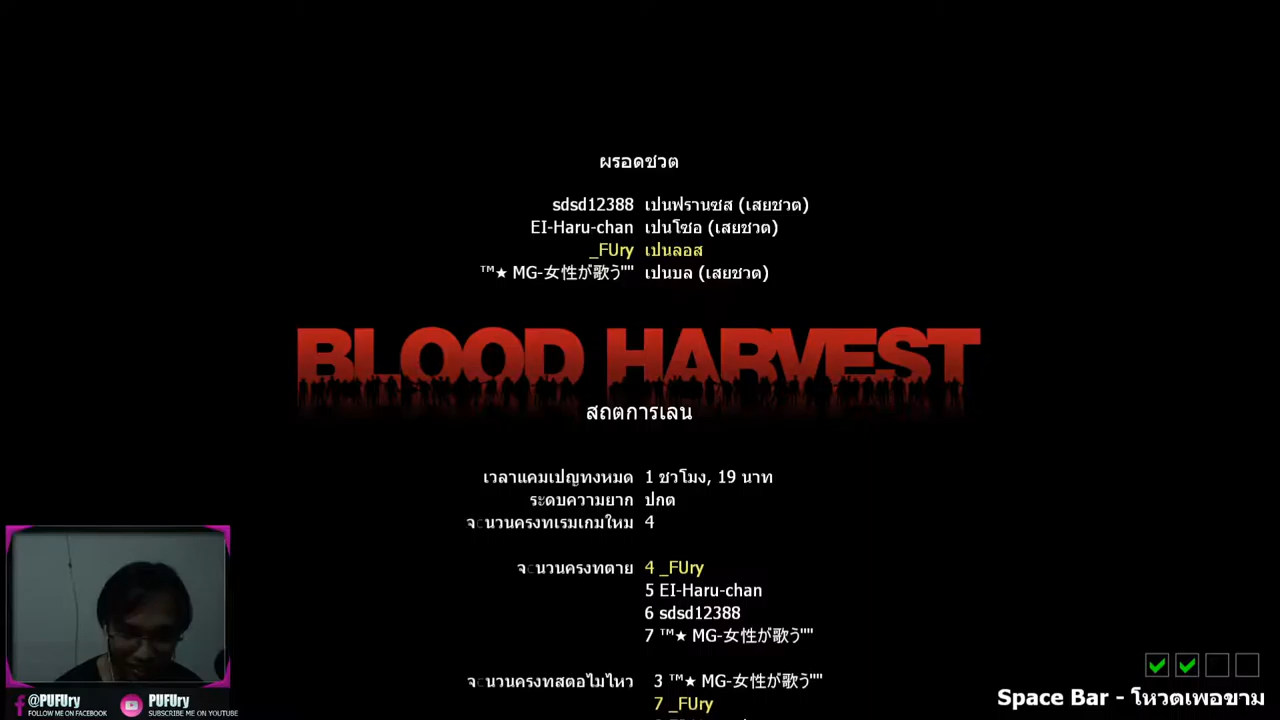 ผรอดชวต
sdsd12388 เปนฟรานซส (เสยชวต)
EI-Haru-chan เปนโซอ (เสยชวต)
_FUry เปนลอส
™★ MG-女性が歌う"" เปนบล (เสยชวต)
BLOOD HARVEST
สถตการเลน
เวลาแคมเปญทงหมด 1 ชวโมง, 19 นาท
ระดบความยาก ปกต
จำนวนครงทเรมเกมใหม 4
จำนวนครงทตาย 4 _FUry
5 EI-Haru-chan
6 sdsd12388
7 ™★ MG-女性が歌う""
จำนวนครงทสตอไมไหว 3 ™★ MG-女性が歌う""
7 _FUry
@PUFUry
FOLLOW ME ON FACEBOOK
PUFUry
SUBSCRIBE ME ON YOUTUBE
Space Bar - โหวตเพอขาม